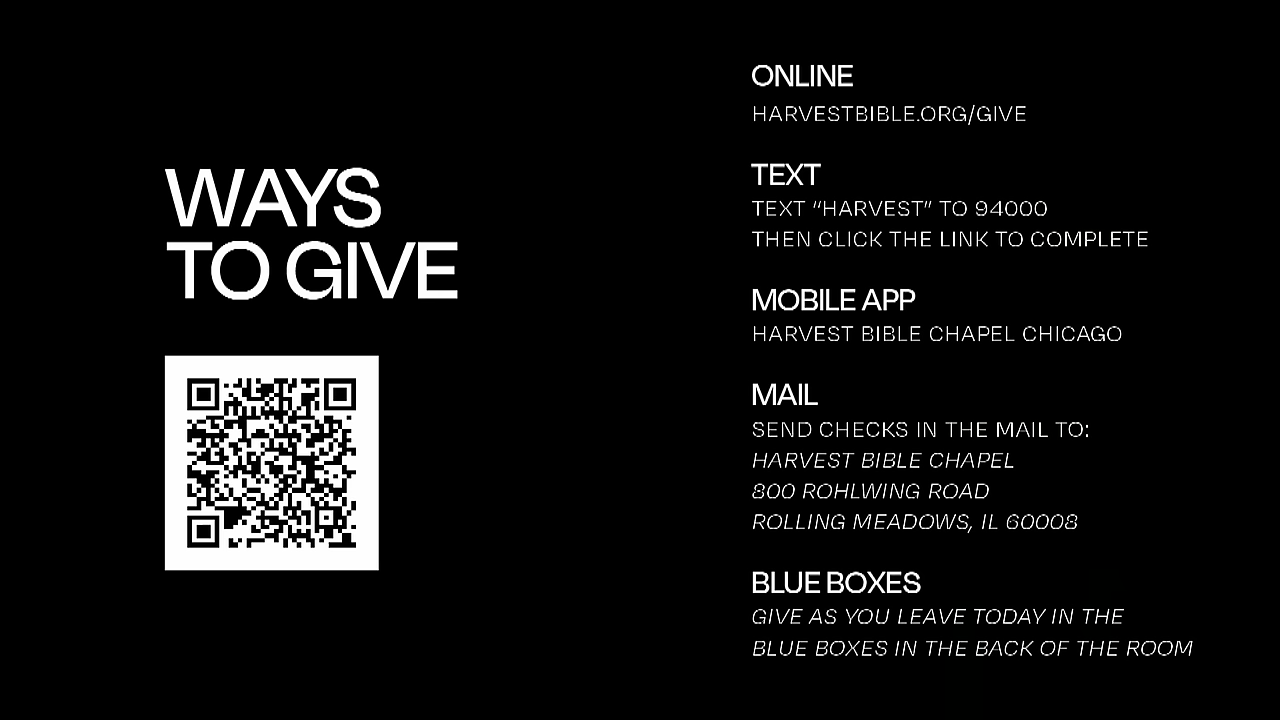 WAYS
TO GIVE
ONLINE
HARVESTBIBLE.ORG/GIVE
TEXT
TEXT “HARVEST” TO 94000
THEN CLICK THE LINK TO COMPLETE
MOBILE APP
HARVEST BIBLE CHAPEL CHICAGO
MAIL
SEND CHECKS IN THE MAIL TO:
HARVEST BIBLE CHAPEL
800 ROHLWING ROAD
ROLLING MEADOWS, IL 60008
BLUE BOXES
GIVE AS YOU LEAVE TODAY IN THE
BLUE BOXES IN THE BACK OF THE ROOM